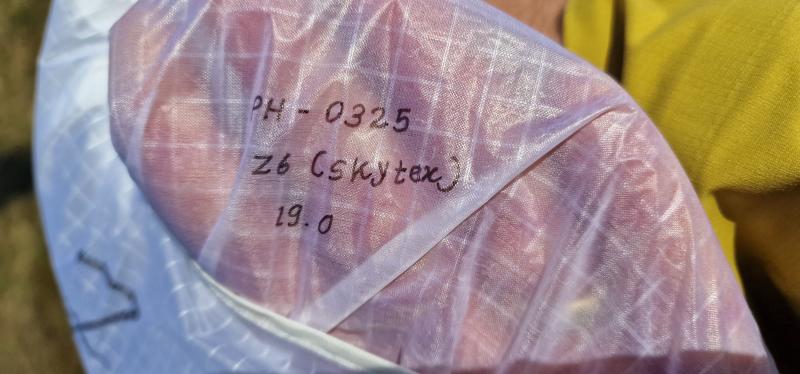 PH - 0325
Z6 (skytex)
19.0